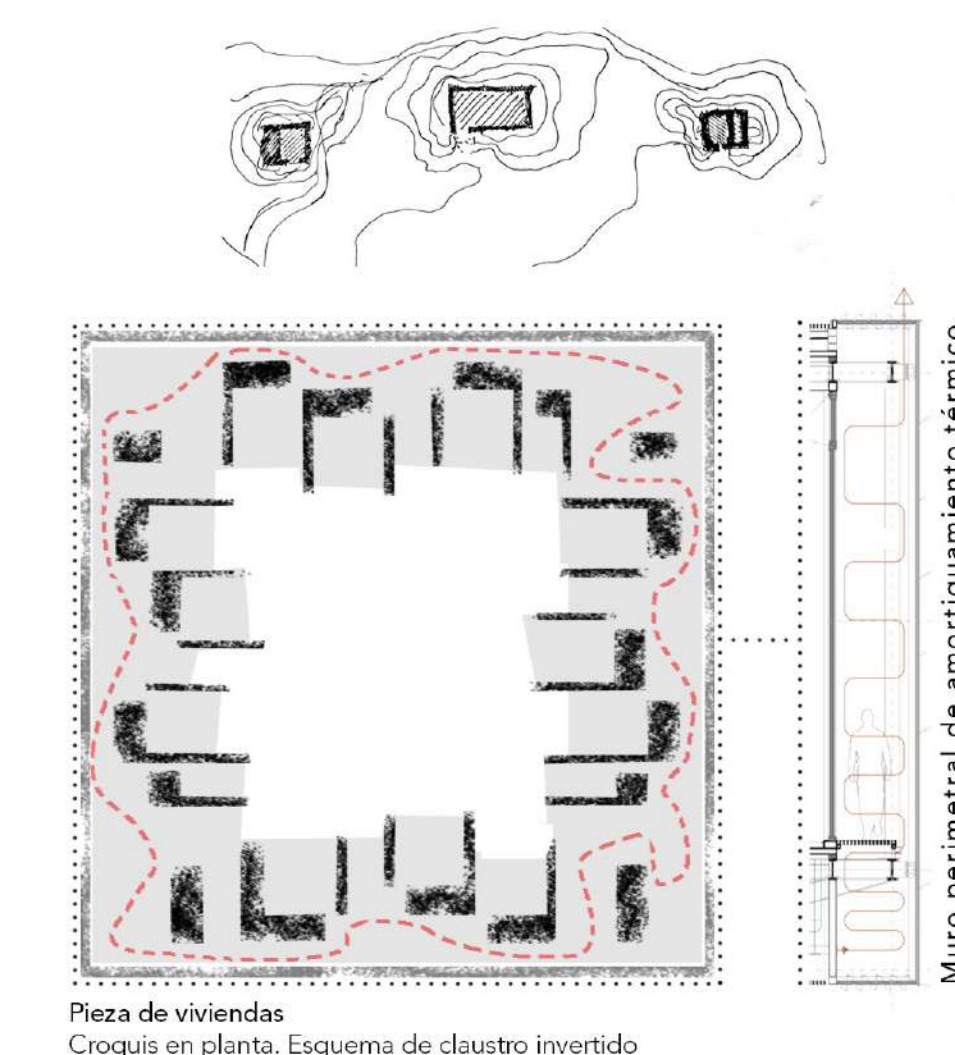 Muro perimetral de amortiguamiento térmico
Pieza de viviendas
Croquis en planta. Esquema de claustro invertido